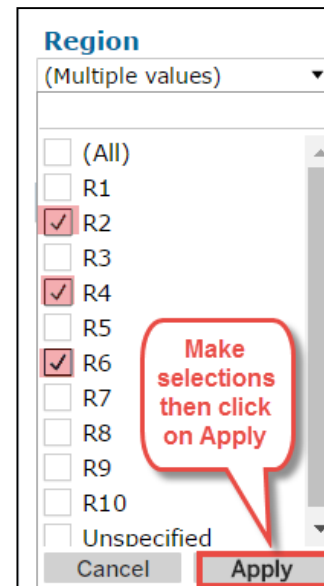 Region
(Multiple values)
(All)
R1
R2
R3
R4
R5
R6
R7
R8
R9
R10
Unspecified
Make
selections
then click
on Apply
Cancel
Apply